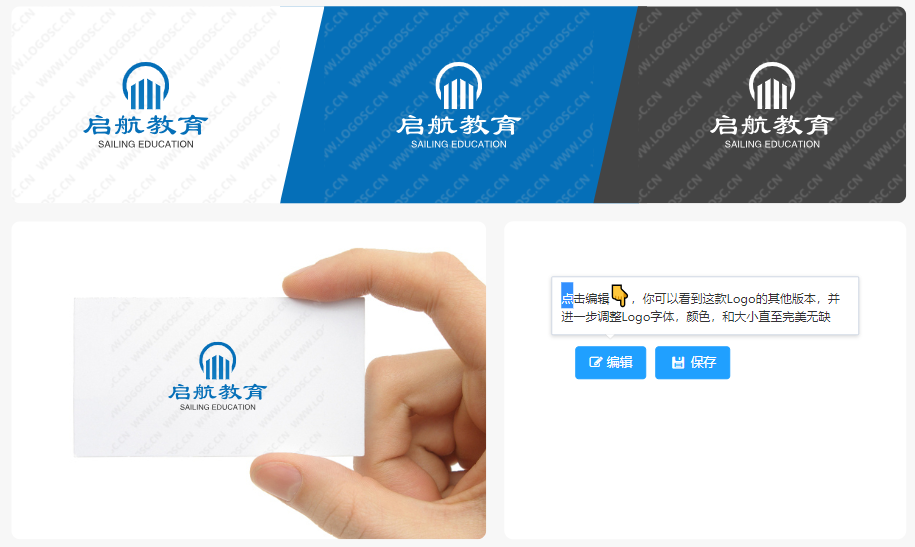 启航教育
SAILING EDUCATION
启航教育
SAILING EDUCATION
启航教育
SAILING EDUCATION
启航教育
SAILING EDUCATION
点击编辑👇，你可以看到这款Logo的其他版本，并
进一步调整Logo字体，颜色，和大小直至完美无缺
编辑
保存
WWW.LOGOSC.CN